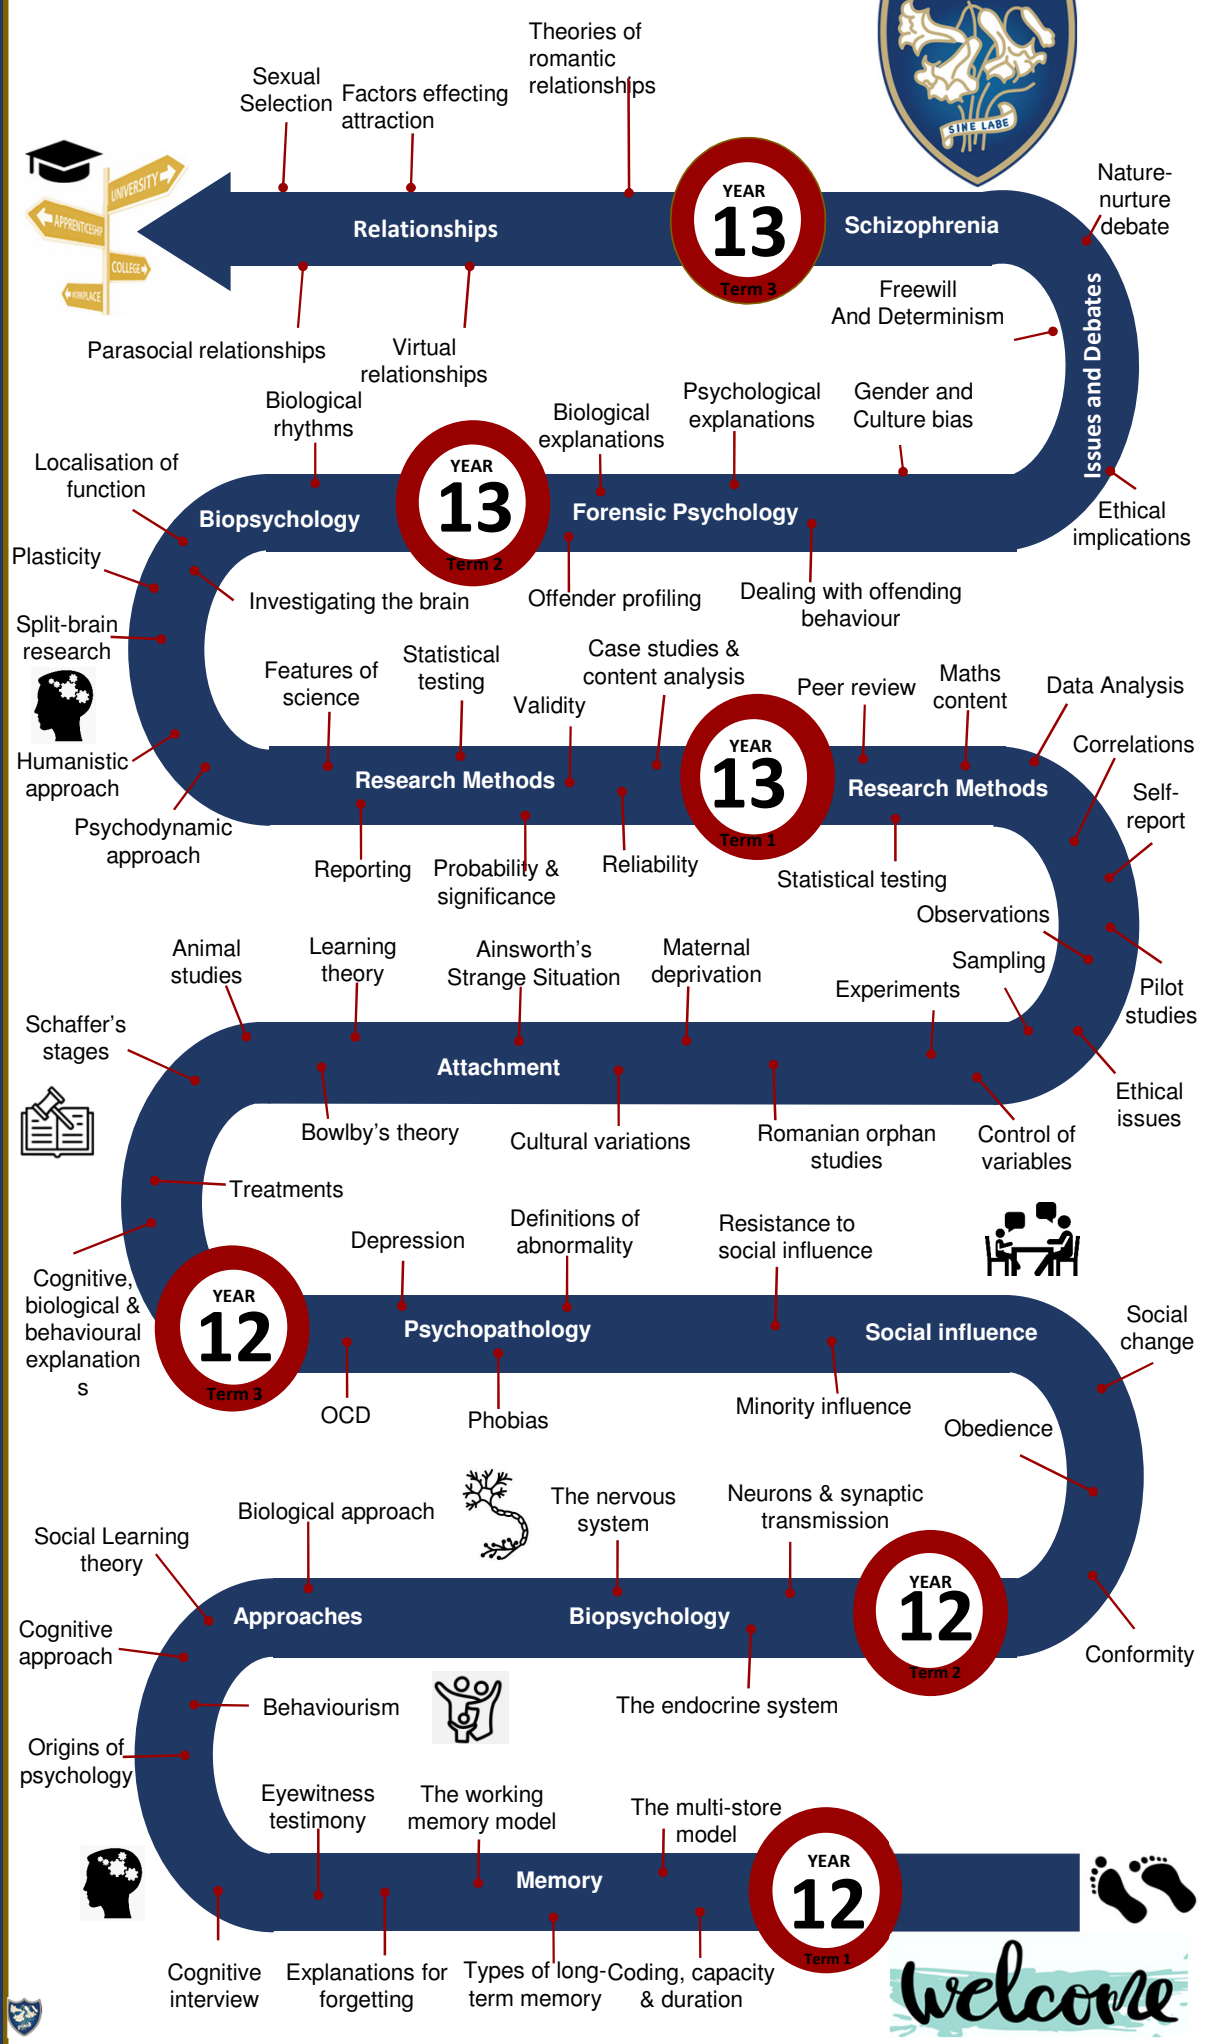 Theories of
romantic
relationships
Sexual
Selection
Factors effecting
attraction
SINE LABE
UNIVERSITY
APPRENTICESHIP
COLLEGE
WORKPLACE
Relationships
YEAR
13
Term 3
Schizophrenia
Nature-
nurture
debate
Freewill
And Determinism
Issues and Debates
Parasocial relationships
Virtual
relationships
Biological
rhythms
Biological
explanations
Psychological
explanations
Gender and
Culture bias
Localisation of
function
Biopsychology
YEAR
13
Term 2
Forensic Psychology
Ethical
implications
Plasticity
Investigating the brain
Offender profiling
Dealing with offending
behaviour
Split-brain
research
Features of
science
Statistical
testing
Validity
Case studies &
content analysis
Peer review
Maths
content
Data Analysis
Correlations
Self-
report
Humanistic
approach
Research Methods
YEAR
13
Term 1
Research Methods
Psychodynamic
approach
Reporting
Probability &
significance
Reliability
Statistical testing
Observations
Sampling
Experiments
Pilot
studies
Animal
studies
Learning
theory
Ainsworth’s
Strange Situation
Maternal
deprivation
Schaffer’s
stages
Attachment
Ethical
issues
Bowlby’s theory
Cultural variations
Romanian orphan
studies
Control of
variables
Treatments
Depression
Definitions of
abnormality
Resistance to
social influence
Cognitive,
biological &
behavioural
explanation
s
YEAR
12
Term 3
Psychopathology
Social influence
Social
change
OCD
Phobias
Minority influence
Obedience
Biological approach
The nervous
system
Neurons & synaptic
transmission
Social Learning
theory
Approaches
Biopsychology
YEAR
12
Term 2
Cognitive
approach
Conformity
Behaviourism
The endocrine system
Origins of
psychology
Eyewitness
testimony
The working
memory model
The multi-store
model
Memory
YEAR
12
Term 1
Cognitive
interview
Explanations for
forgetting
Types of long-
term memory
Coding, capacity
& duration
welcome